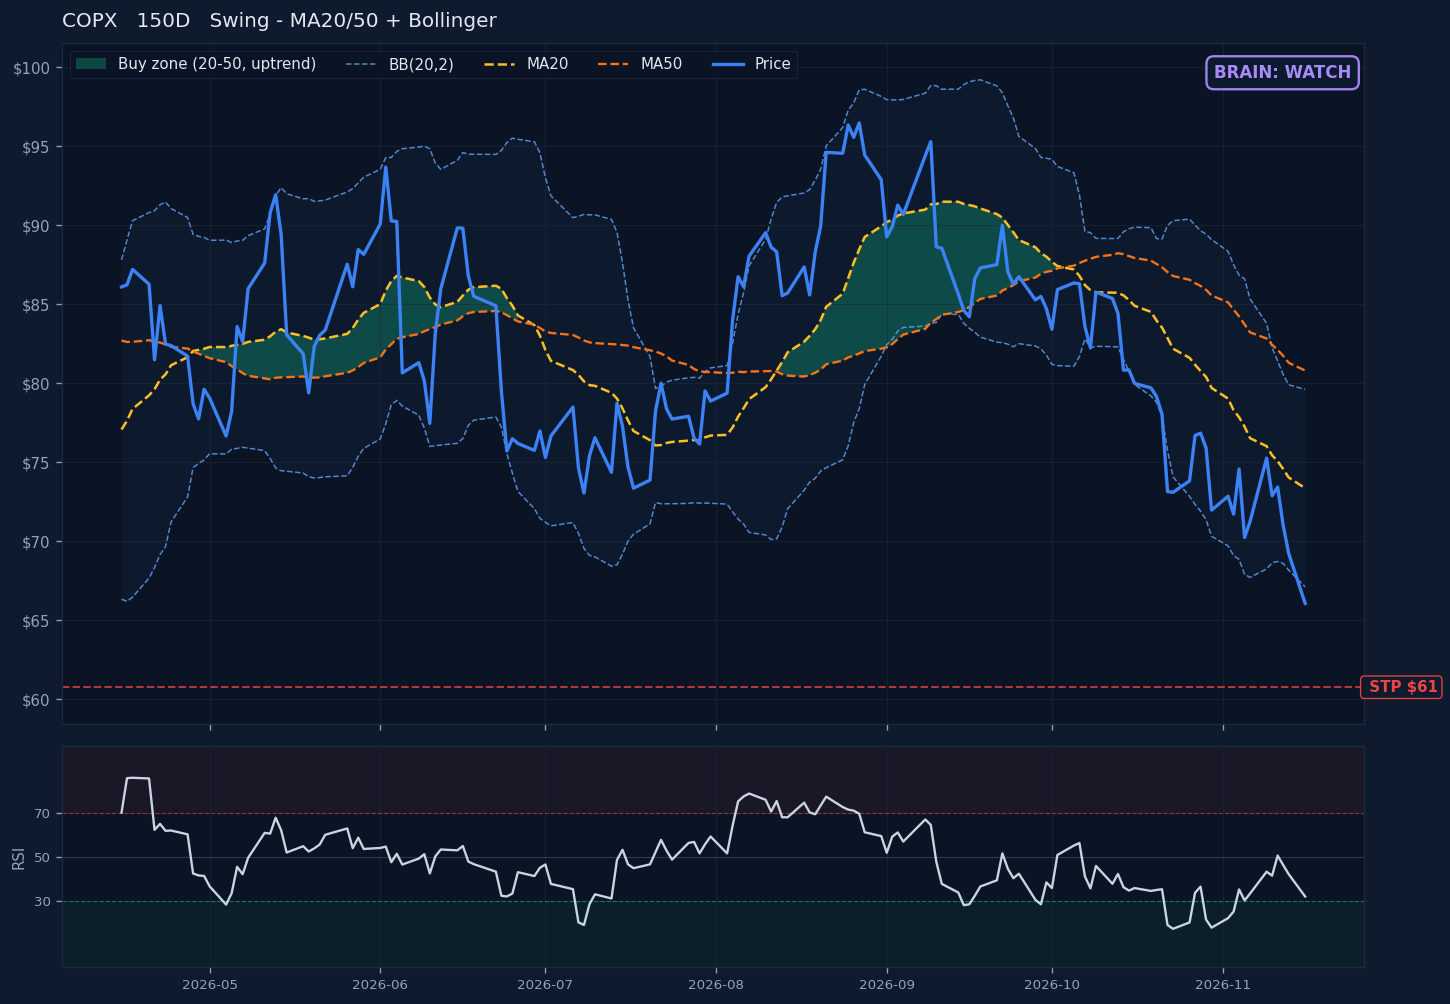 COPX   150D   Swing - MA20/50 + Bollinger
Buy zone (20-50, uptrend)   BB(20,2)   MA20   MA50   Price
BRAIN: WATCH
$100
$95
$90
$85
$80
$75
$70
$65
$60
STP $61
RSI
70
50
30
2026-05   2026-06   2026-07   2026-08   2026-09   2026-10   2026-11